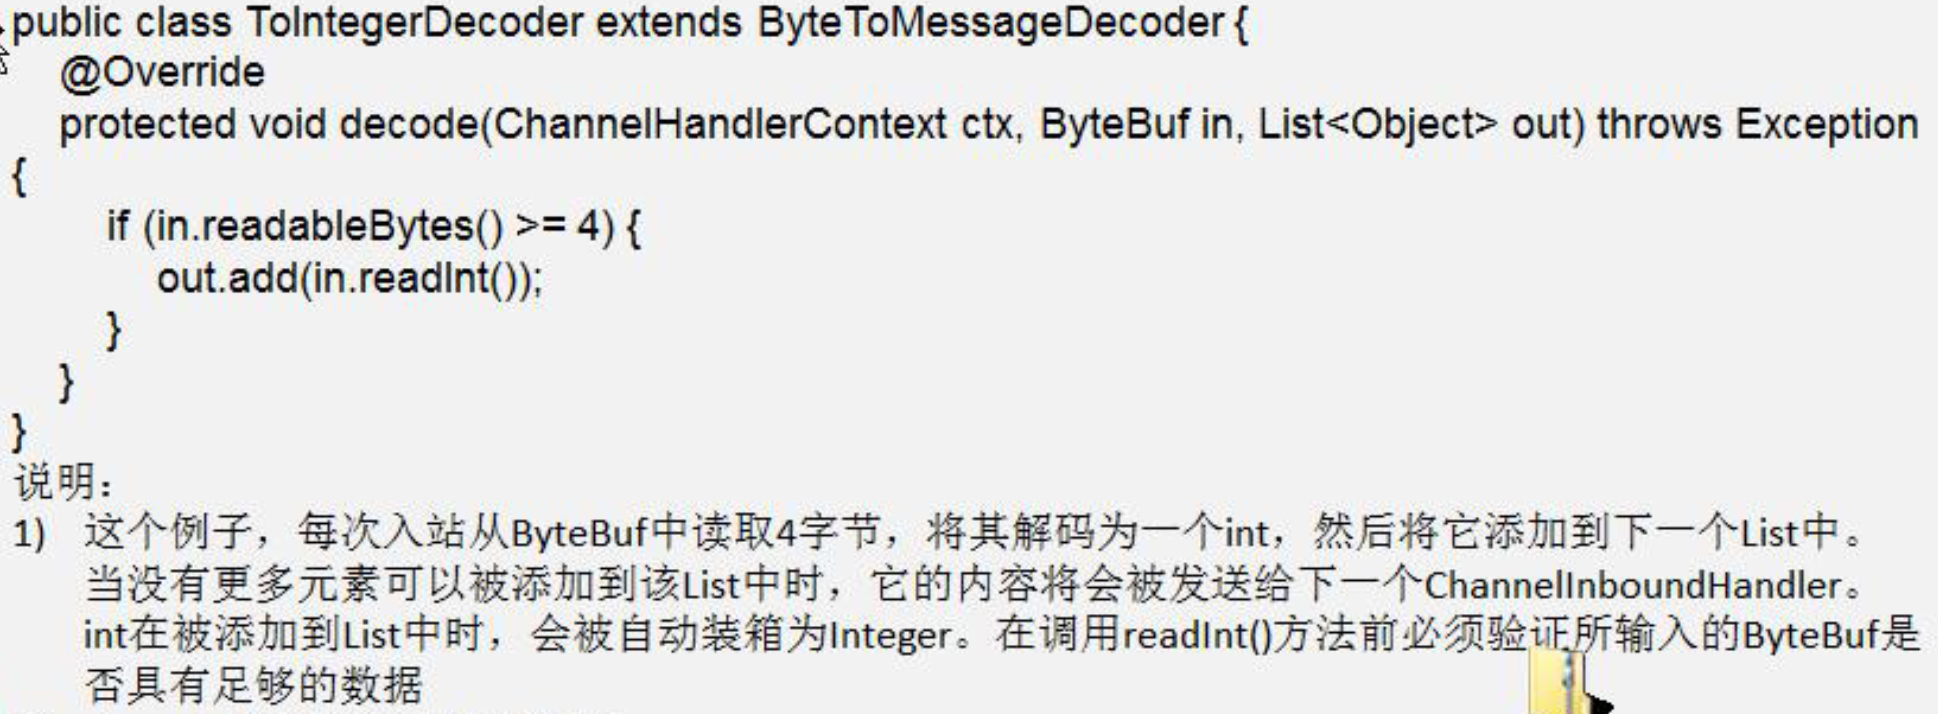 public class ToIntegerDecoder extends ByteToMessageDecoder {
@Override
protected void decode(ChannelHandlerContext ctx, ByteBuf in, List<Object> out) throws Exception
{
if (in.readableBytes() >= 4) {
out.add(in.readInt());
}
}
}
说明：
1) 这个例子，每次入站从ByteBuf中读取4字节，将其解码为一个int，然后将它添加到下一个List中。
当没有更多元素可以被添加到该List中时，它的内容将会被发送给下一个ChannelInboundHandler。
int在被添加到List中时，会被自动装箱为Integer。在调用readInt()方法前必须验证所输入的ByteBuf是
否具有足够的数据